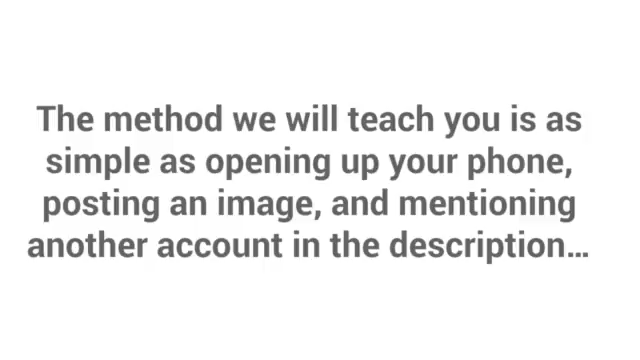 The method we will teach you is as
simple as opening up your phone,
posting an image, and mentioning
another account in the description...